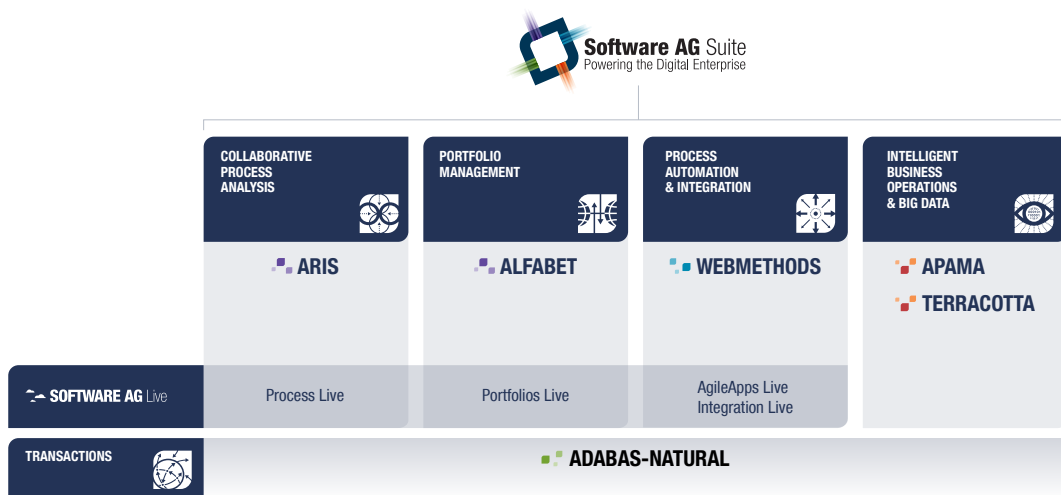 Software AG Suite
Powering the Digital Enterprise
COLLABORATIVE
PROCESS
ANALYSIS
PORTFOLIO
MANAGEMENT
PROCESS
AUTOMATION
& INTEGRATION
INTELLIGENT
BUSINESS
OPERATIONS
& BIG DATA
ARIS
ALFABET
WEBMETHODS
APAMA
TERRACOTTA
SOFTWARE AG Live
Process Live
Portfolios Live
AgileApps Live
Integration Live
TRANSACTIONS
ADABAS-NATURAL